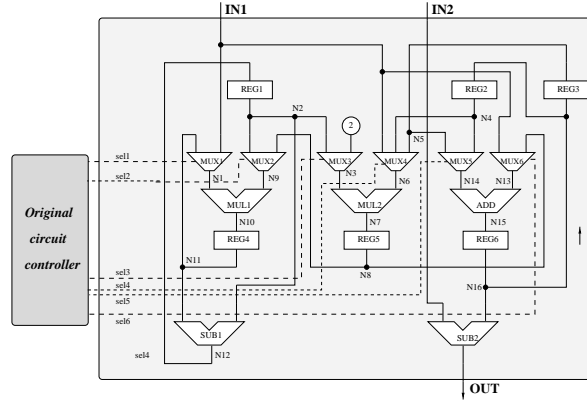 IN1 IN2
REG1 REG2 REG3
N2 2 N4
N5
sel1 MUX1 MUX2 MUX3 MUX4 MUX5 MUX6
sel2 N1 N9 N3 N6 N14 N13
MUL1 MUL2 ADD
Original
circuit
controller
N10 N7 N15
REG4 REG5 REG6
N11
sel3 N8
sel4 N16
sel5
sel6
SUB1 SUB2
sel4 N12
OUT